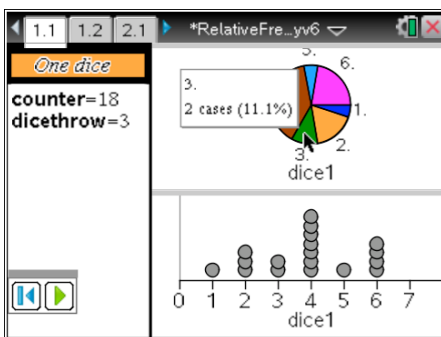 1.1 1.2 2.1 *RelativeFre...yv6
One dice
counter=18
dicethrow=3
5.
6.
3.
2 cases (11.1%)
1.
2.
3.
dice1
0 1 2 3 4 5 6 7
dice1